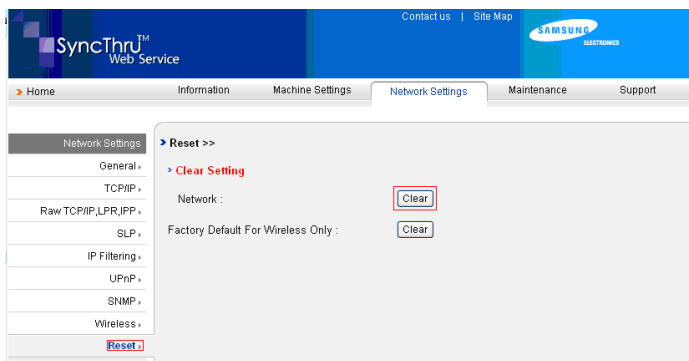 Contact us | Site Map
SAMSUNG
ELECTRONICS
SyncThru™
Web Service
Home Information Machine Settings Network Settings Maintenance Support
Network Settings
General
TCP/IP
Raw TCP/IP,LPR,IPP
SLP
IP Filtering
UPnP
SNMP
Wireless
Reset
Reset >>
Clear Setting
Network : Clear
Factory Default For Wireless Only : Clear